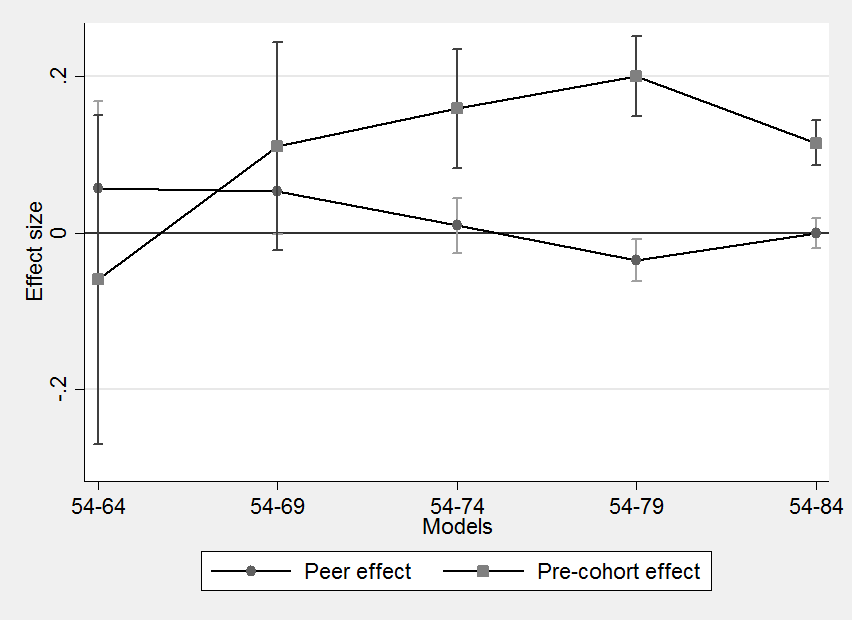 .2
0
-.2
Effect size
54-64 54-69 54-74 54-79 54-84
Models
Peer effect Pre-cohort effect